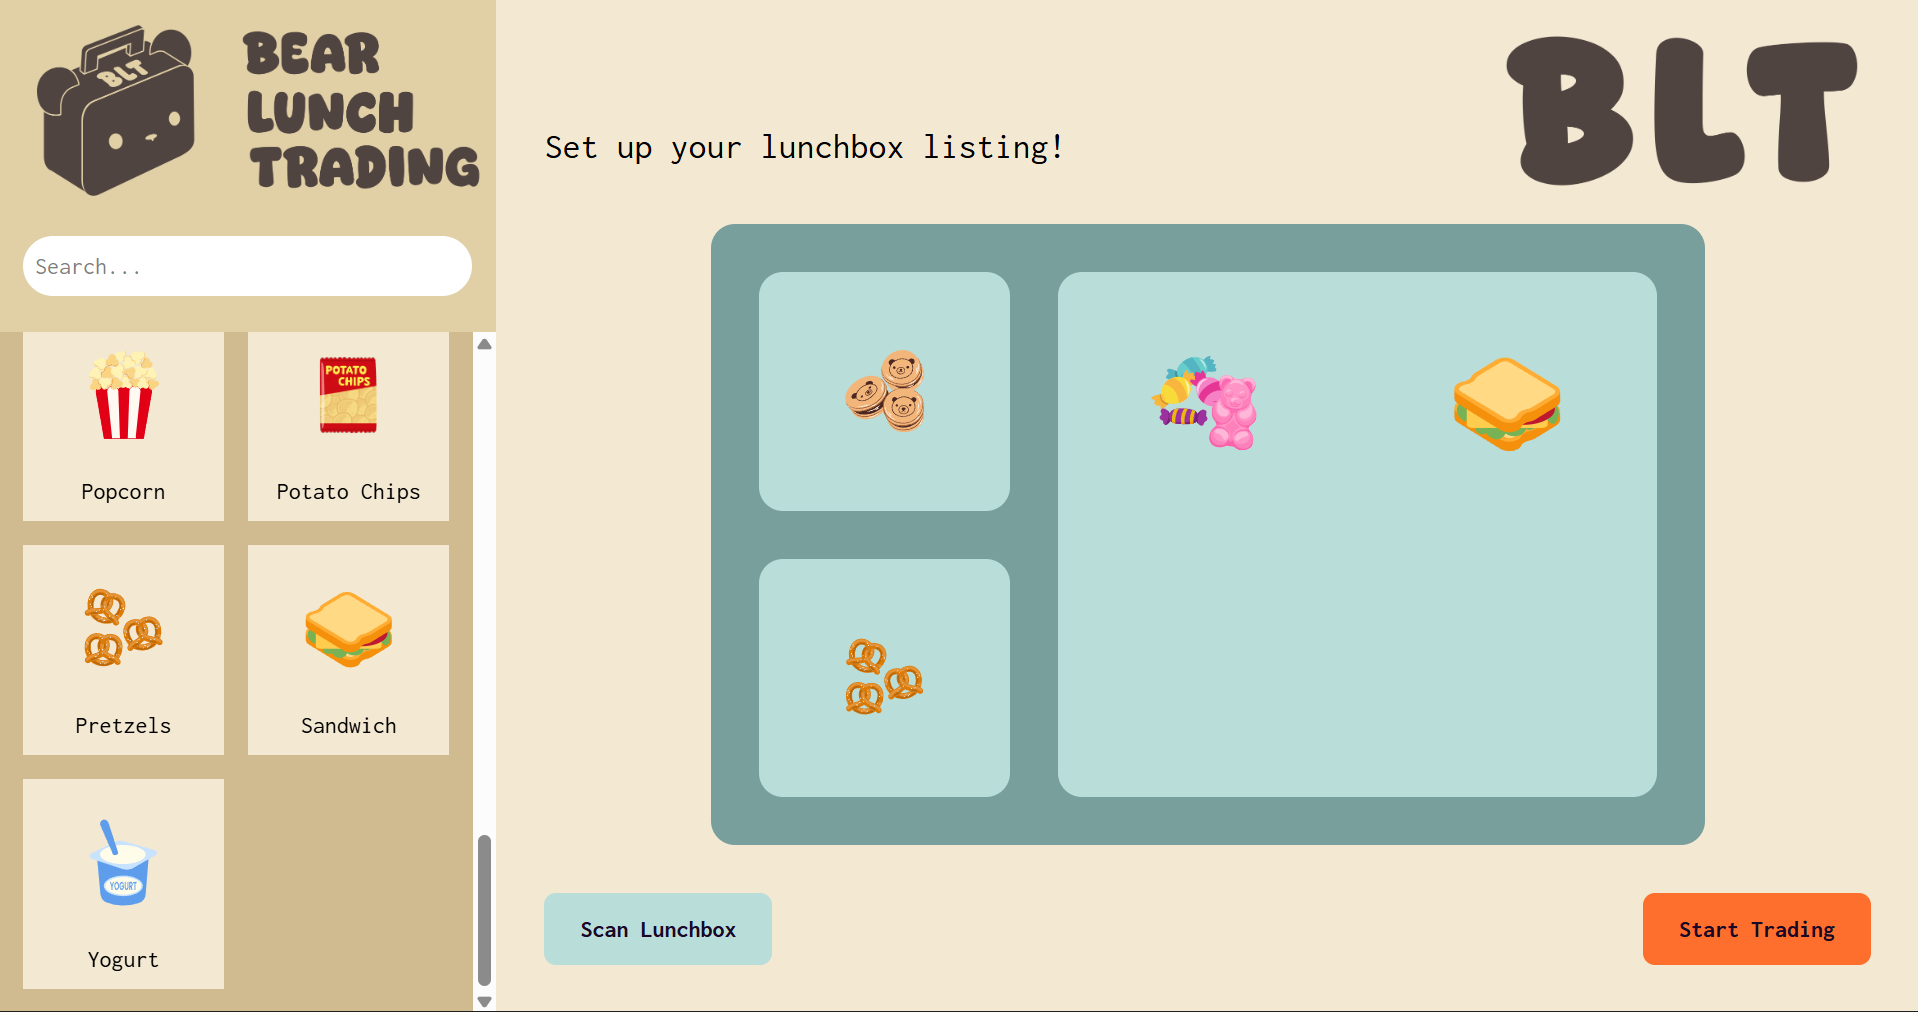 BLT
BEAR
LUNCH
TRADING
Search...
POTATO
CHIPS
Popcorn
Potato Chips
Pretzels
Sandwich
YOGURT
Yogurt
BLT
Set up your lunchbox listing!
Scan Lunchbox
Start Trading